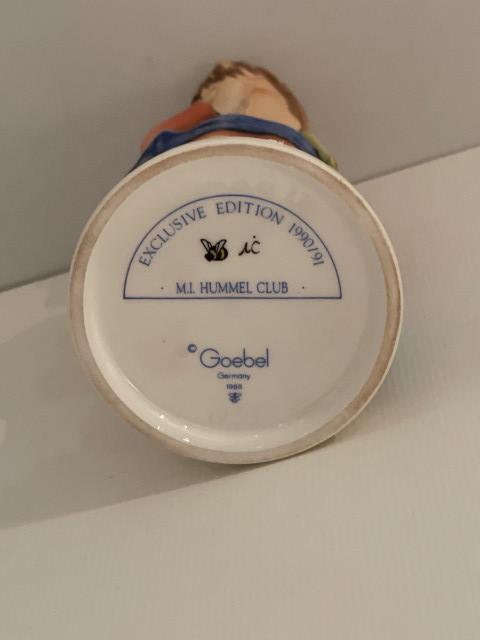 EXCLUSIVE EDITION 1990/91
· M.I. HUMMEL CLUB ·
© Goebel
Germany
1988